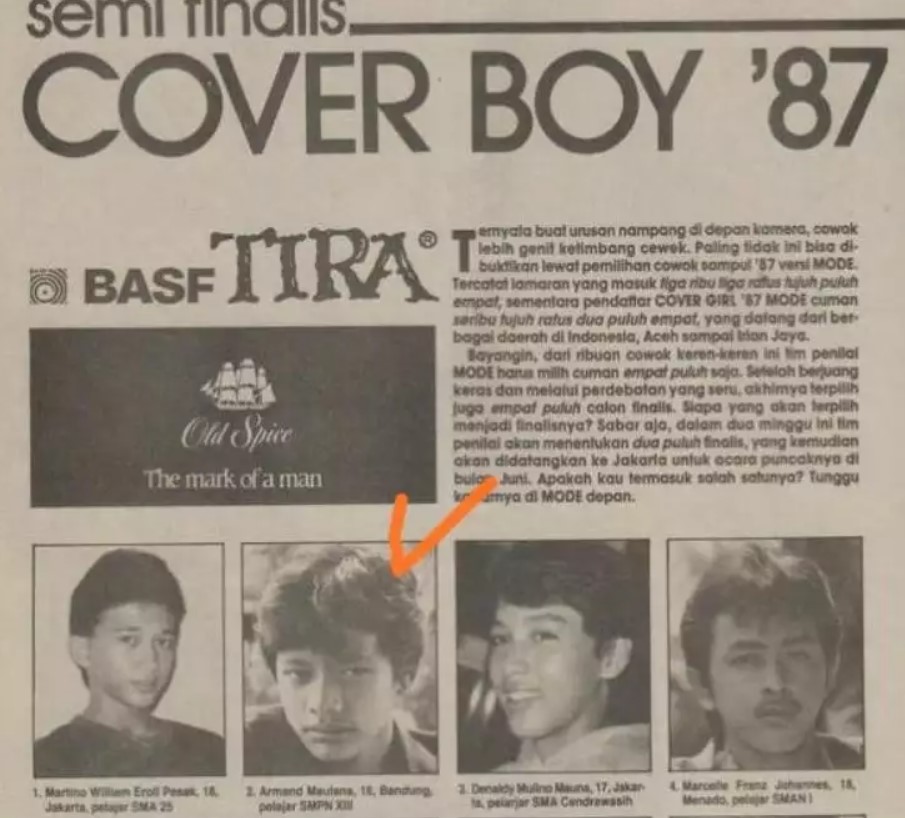 semi finalis
COVER BOY '87
BASF TIRA®
Old Spice
The mark of a man
Ternyata buat urusan nampang di depan kamera, cowok
lebih genit ketimbang cewek. Paling tidak ini bisa di-
buktikan lewat pemilihan cowok sampul '87 versi MODE.
Tercatat lamaran yang masuk tiga ribu tiga ratus tujuh puluh
empat, sementara pendaftar COVER GIRL '87 MODE cuman
seribu tujuh ratus dua puluh empat, yang datang dari ber-
bagai daerah di Indonesia, Aceh sampai Irian Jaya.
Sayangin, dari ribuan cowok keren-keren ini tim penilai
MODE harus milih cuman empat puluh saja. Setelah berjuang
keras dan melalui perdebatan yang seru, akhirnya terpilih
juga empat puluh calon finalis. Siapa yang akan terpilih
menjadi finalisnya? Sabar aja, dalam dua minggu ini tim
penilai akan menentukan dua puluh finalis, yang kemudian
akan didatangkan ke Jakarta untuk acara puncaknya di
bulan Juni. Apakah kau termasuk salah satunya? Tunggu
di MODE depan.
1. Martino William Eroll Pesak, 18,
Jakarta, pelajar SMA 25
2. Armand Maulana, 16, Bandung,
pelajar SMPN XIII
3. Denaldy Mulino Mauna, 17, Jakar-
ta, pelarjar SMA Cendrawasih
4. Marcelle Franz Johannes, 18,
Menado, pelajar SMAN I